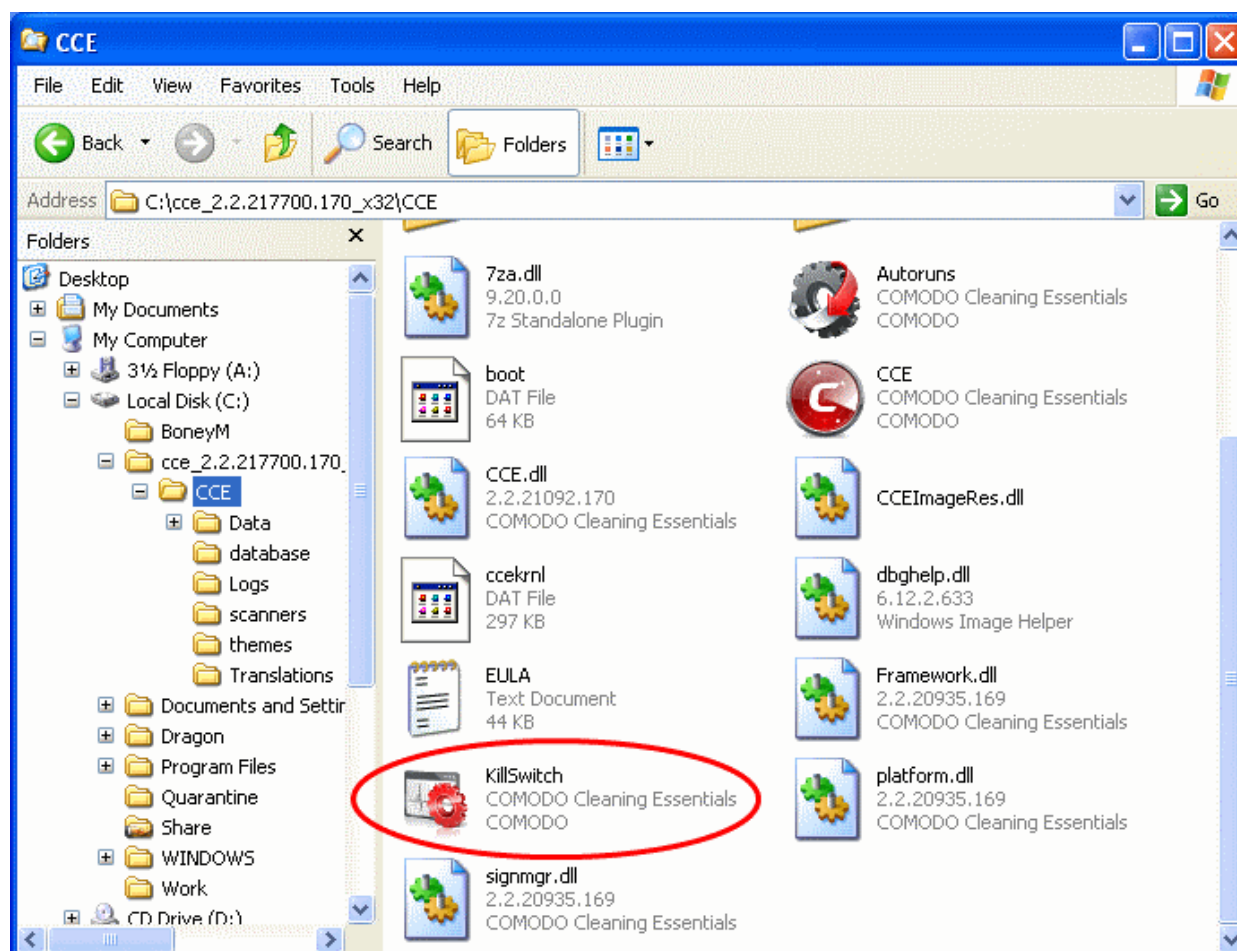 CCE
File Edit View Favorites Tools Help
Back Search Folders
Address C:\cce_2.2.217700.170_x32\CCE Go
Folders
Desktop
My Documents
My Computer
3½ Floppy (A:)
Local Disk (C:)
BoneyM
cce_2.2.217700.170_
CCE
Data
database
Logs
scanners
themes
Translations
Documents and Settir
Dragon
Program Files
Quarantine
Share
WINDOWS
Work
CD Drive (D:)
7za.dll
9.20.0.0
7z Standalone Plugin
Autoruns
COMODO Cleaning Essentials
COMODO
boot
DAT File
64 KB
CCE
COMODO Cleaning Essentials
COMODO
CCE.dll
2.2.21092.170
COMODO Cleaning Essentials
CCEImageRes.dll
ccekrnl
DAT File
297 KB
dbghelp.dll
6.12.2.633
Windows Image Helper
EULA
Text Document
44 KB
Framework.dll
2.2.20935.169
COMODO Cleaning Essentials
KillSwitch
COMODO Cleaning Essentials
COMODO
platform.dll
2.2.20935.169
COMODO Cleaning Essentials
signmgr.dll
2.2.20935.169
COMODO Cleaning Essentials